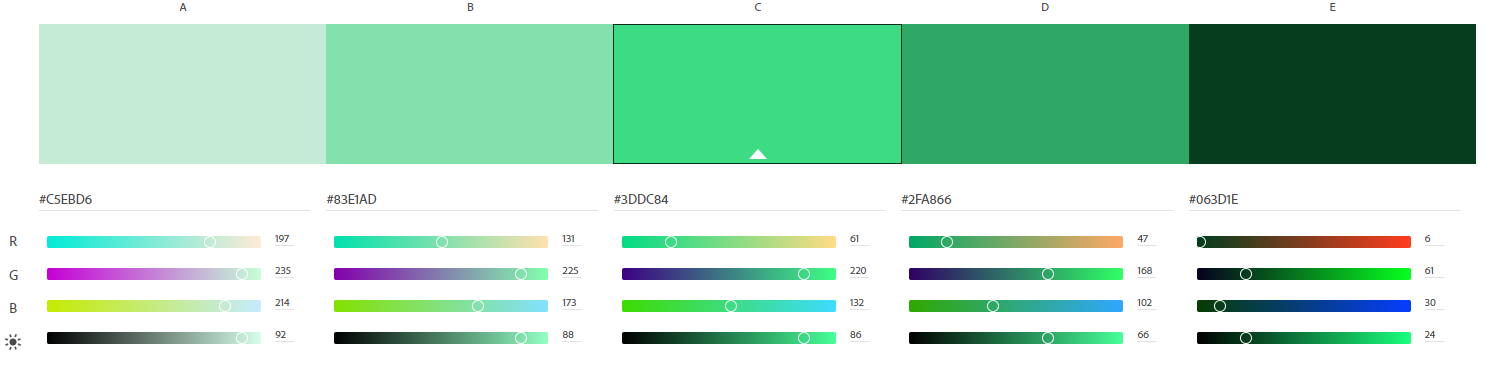 A B C D E
#C5EBD6 #83E1AD #3DDC84 #2FA866 #063D1E
R 197 131 61 47 6
G 235 225 220 168 61
B 214 173 132 102 30
92 88 86 66 24